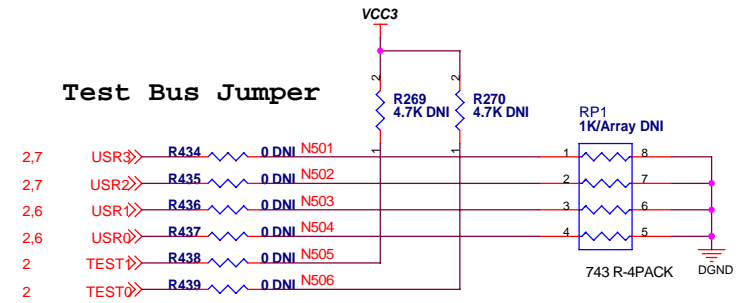 VCC3
Test Bus Jumper
2
2
R269
4.7K DNI
R270
4.7K DNI
1
1
RP1
1K/Array DNI
2,7 USR3 R434 0 DNI N501 1 8
2,7 USR2 R435 0 DNI N502 2 7
2,6 USR1 R436 0 DNI N503 3 6
2,6 USR0 R437 0 DNI N504 4 5
2 TEST1 R438 0 DNI N505
2 TEST0 R439 0 DNI N506
743 R-4PACK
DGND